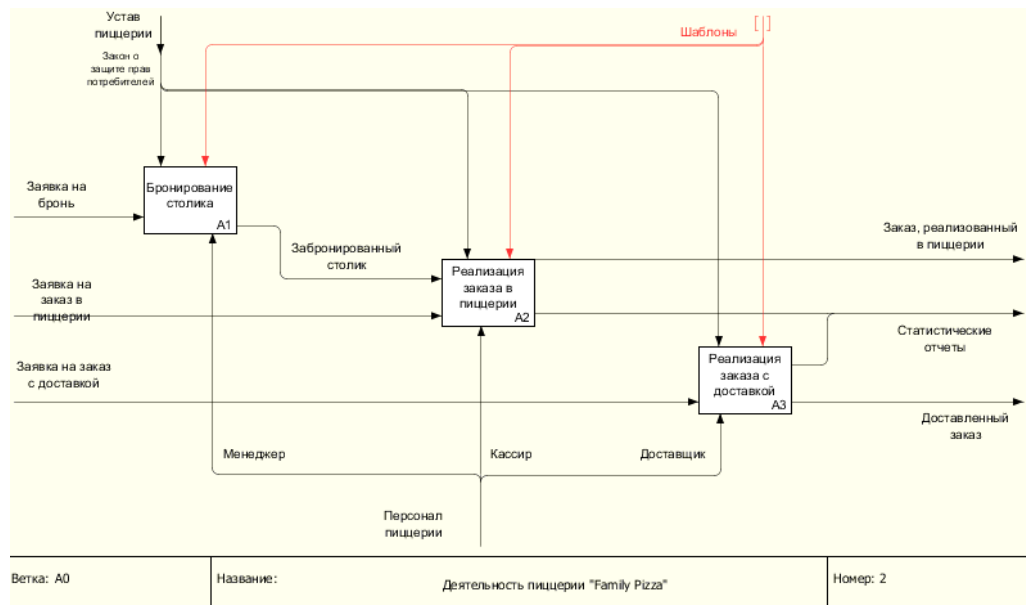 Устав
пиццерии
Шаблоны
[ ]
Закон о
защите прав
потребителей
Заявка на
бронь
Бронирование
столика
A1
Забронированный
столик
Заказ, реализованный
в пиццерии
Заявка на
заказ в
пиццерии
Реализация
заказа в
пиццерии
A2
Статистические
отчеты
Заявка на заказ
с доставкой
Реализация
заказа с
доставкой
A3
Доставленный
заказ
Менеджер
Кассир
Доставщик
Персонал
пиццерии
Ветка: A0
Название:
Деятельность пиццерии "Family Pizza"
Номер: 2